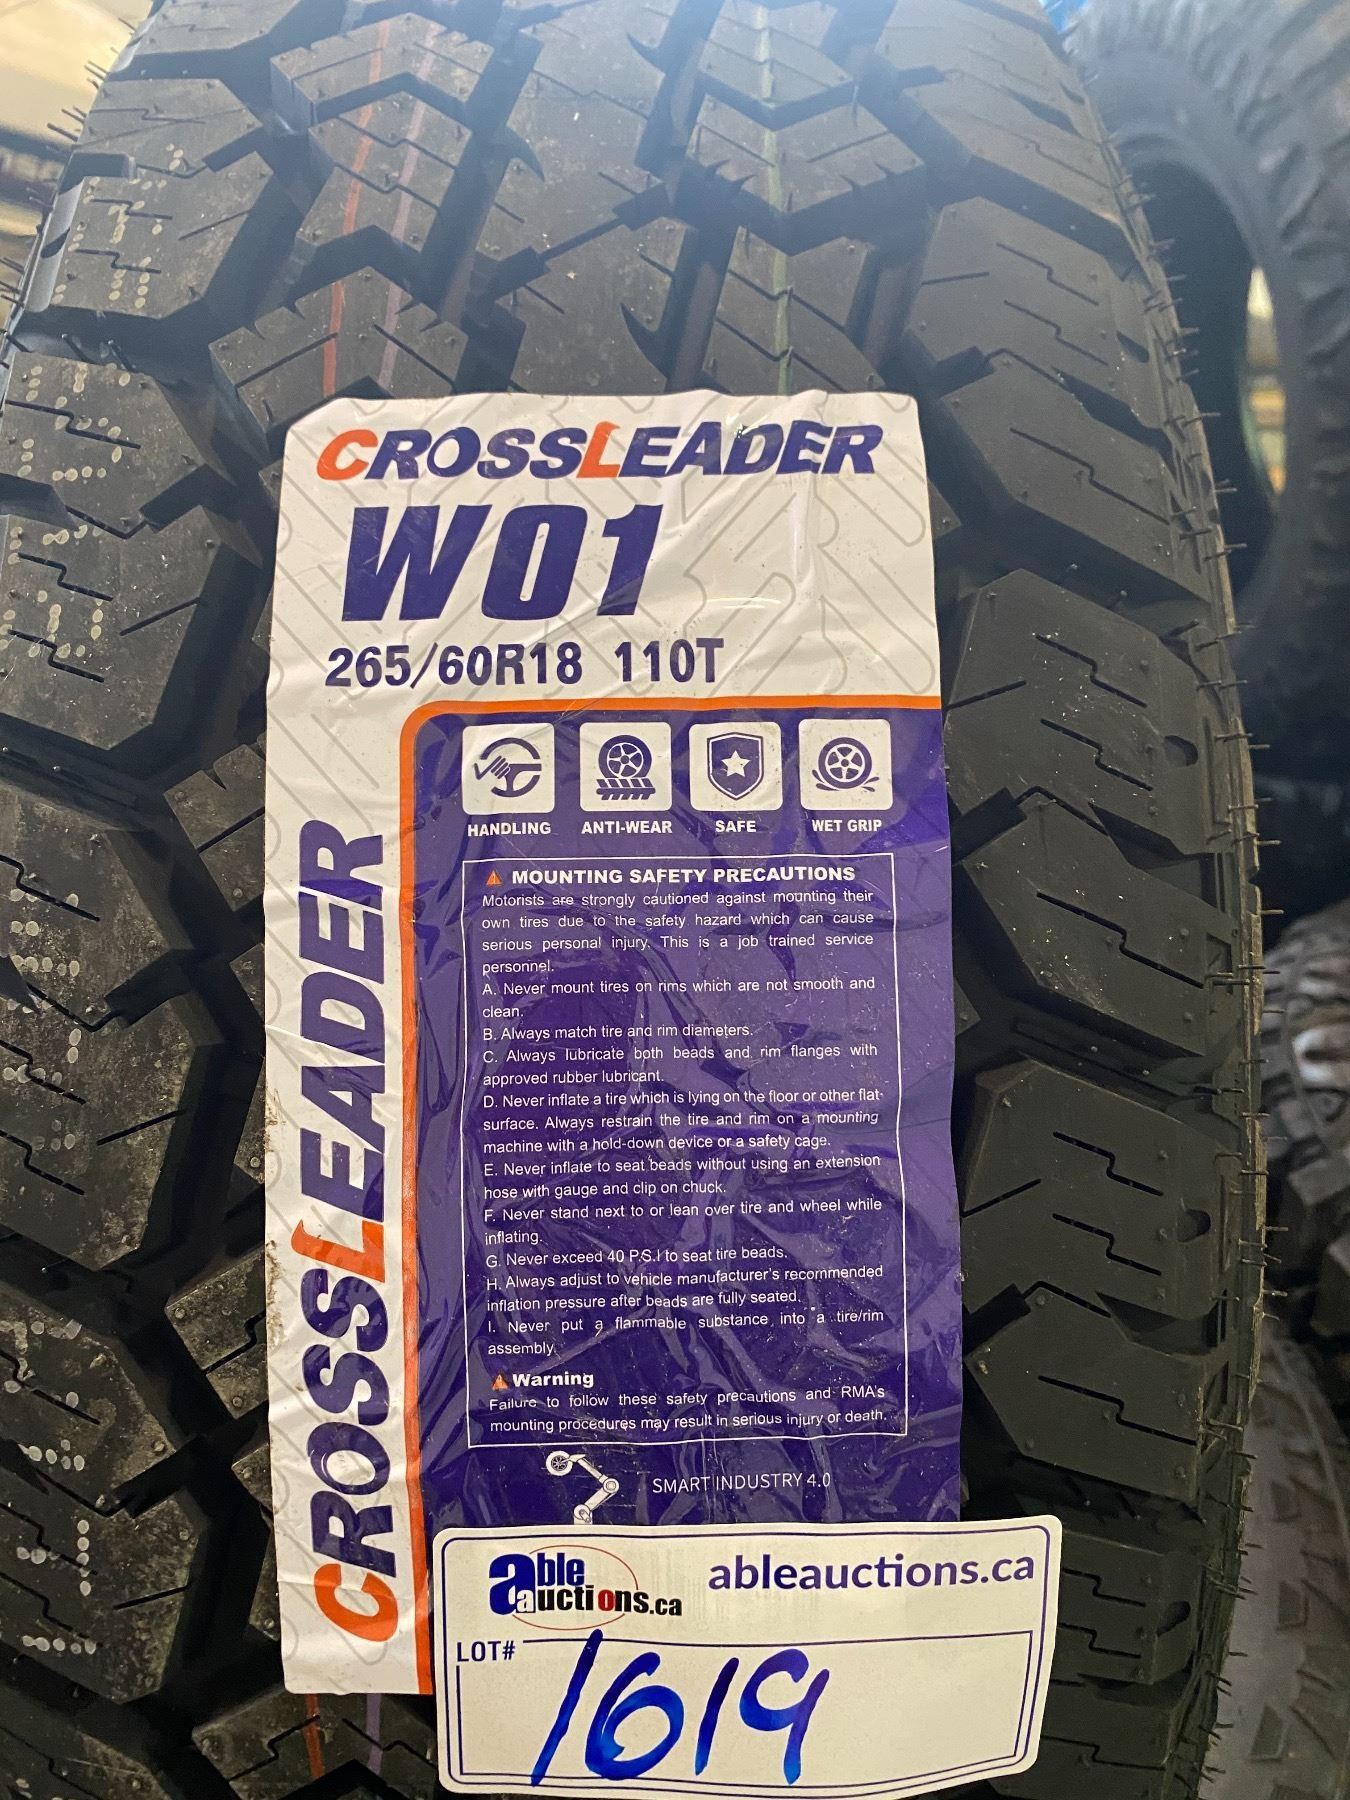 CROSSLEADER
W01
265/60R18 110T
CROSSLEADER
HANDLING ANTI-WEAR SAFE WET GRIP
MOUNTING SAFETY PRECAUTIONS
Motorists are strongly cautioned against mounting their
own tires due to the safety hazard which can cause
serious personal injury. This is a job trained service
personnel.
A. Never mount tires on rims which are not smooth and
clean.
B. Always match tire and rim diameters.
C. Always lubricate both beads and rim flanges with
approved rubber lubricant.
D. Never inflate a tire which is lying on the floor or other flat-
surface. Always restrain the tire and rim on a mounting
machine with a hold-down device or a safety cage.
E. Never inflate to seat beads without using an extension
hose with gauge and clip on chuck.
F. Never stand next to or lean over tire and wheel while
inflating.
G. Never exceed 40 P.S.I to seat tire beads.
H. Always adjust to vehicle manufacturer's recommended
inflation pressure after beads are fully seated.
I. Never put a flammable substance into a tire/rim
assembly.
Warning
Failure to follow these safety precautions and RMA's
mounting procedures may result in serious injury or death.
SMART INDUSTRY 4.0
able auctions.ca
ableauctions.ca
LOT#
1619